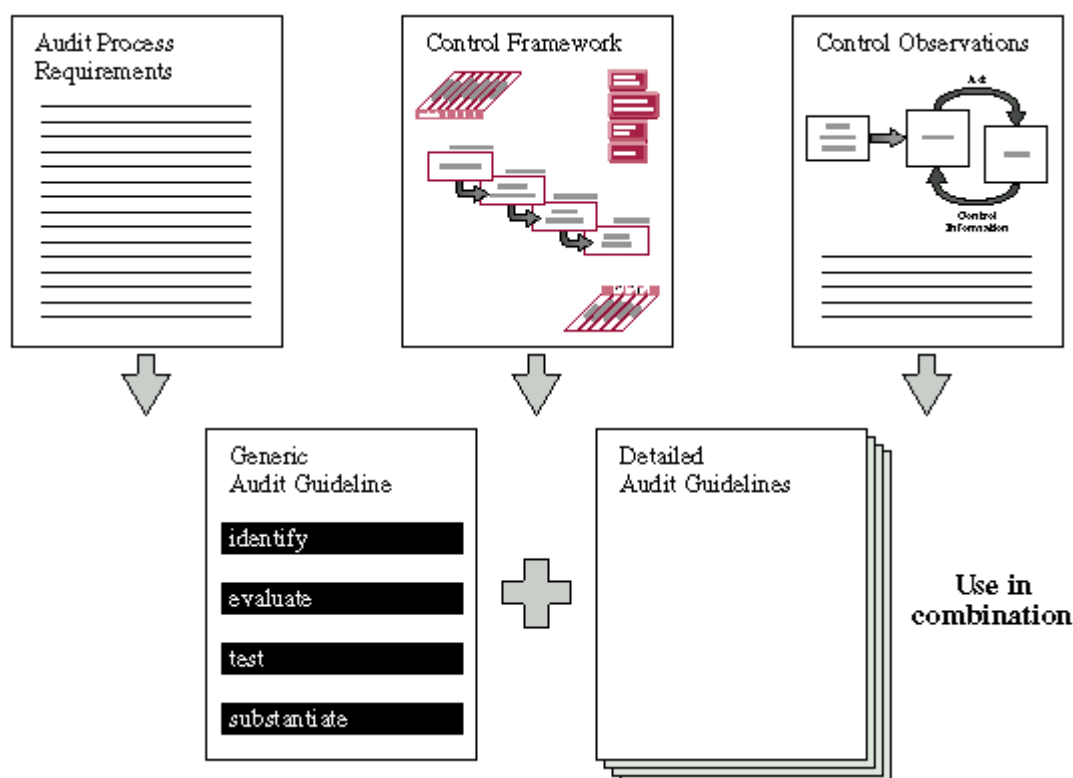 Audit Process
Requirements
Control Framework
Control Observations
Act
Control
Information
Generic
Audit Guideline
identify
evaluate
test
substantiate
Detailed
Audit Guidelines
Use in
combination